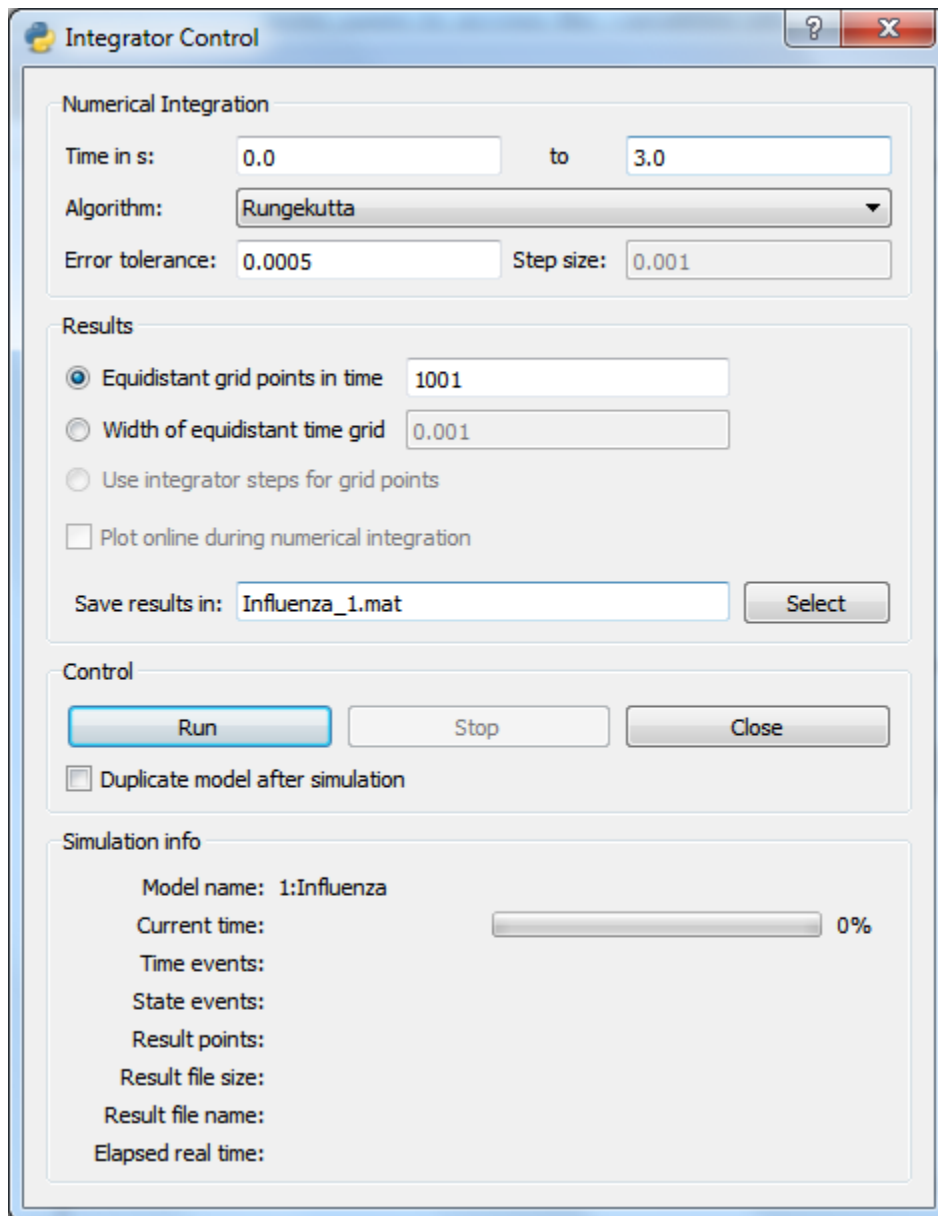 Integrator Control
Numerical Integration
Time in s: 0.0 to 3.0
Algorithm: Rungekutta
Error tolerance: 0.0005 Step size: 0.001
Results
Equidistant grid points in time 1001
Width of equidistant time grid 0.001
Use integrator steps for grid points
Plot online during numerical integration
Save results in: Influenza_1.mat Select
Control
Run Stop Close
Duplicate model after simulation
Simulation info
Model name: 1:Influenza
Current time: 0%
Time events:
State events:
Result points:
Result file size:
Result file name:
Elapsed real time: